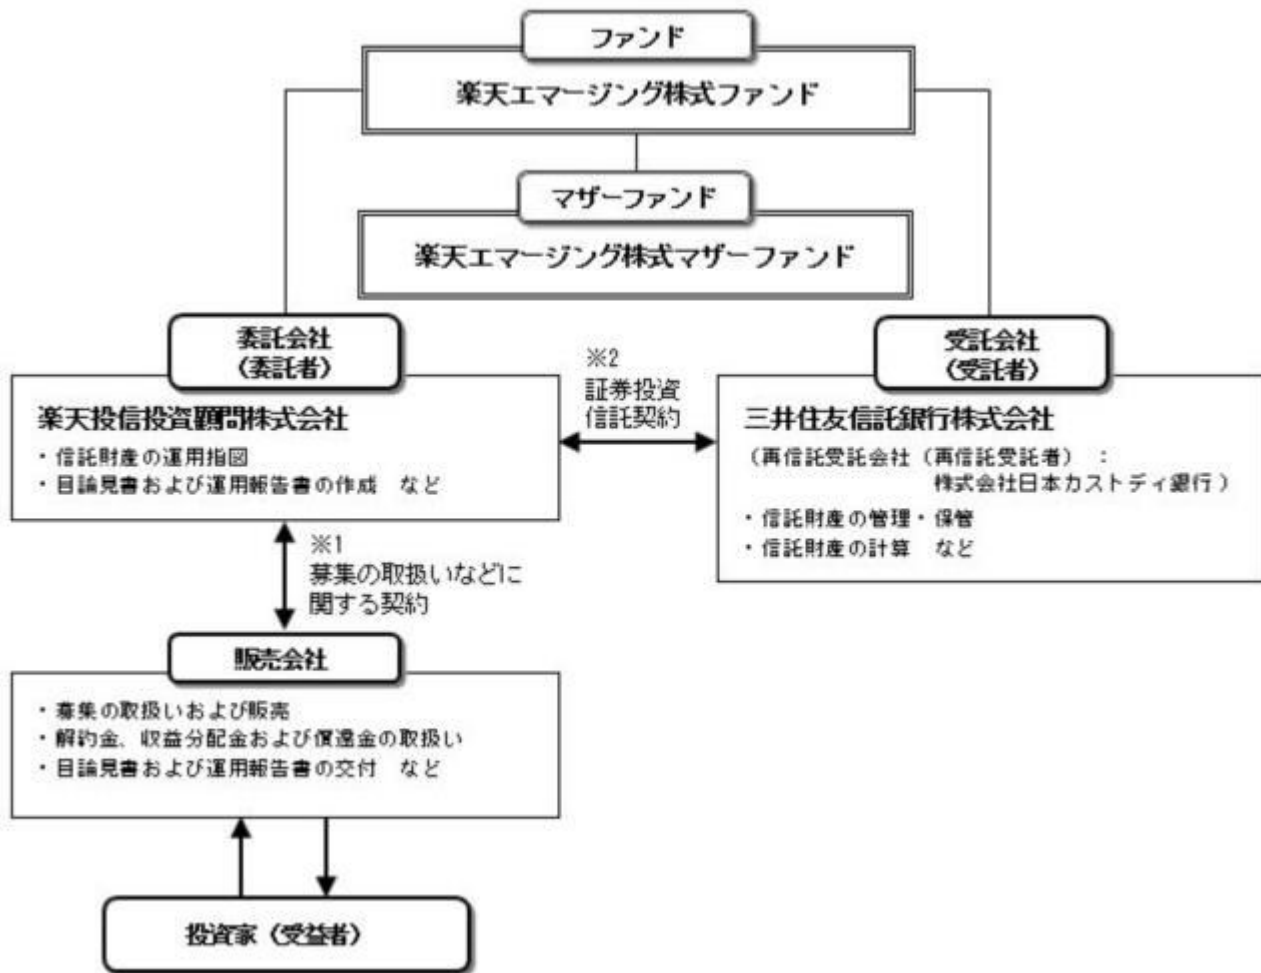 ファンド
楽天エマージング株式ファンド
マザーファンド
楽天エマージング株式マザーファンド
委託会社
(委託者)
楽天投信投資顧問株式会社
・信託財産の運用指図
・目論見書および運用報告書の作成 など
※2
証券投資
信託契約
受託会社
(受託者)
三井住友信託銀行株式会社
(再信託受託会社(再信託受託者) :
株式会社日本カストディ銀行)
・信託財産の管理・保管
・信託財産の計算 など
※1
募集の取扱いなどに
関する契約
販売会社
・募集の取扱いおよび販売
・解約金、収益分配金および償還金の取扱い
・目論見書および運用報告書の交付 など
投資家(受益者)